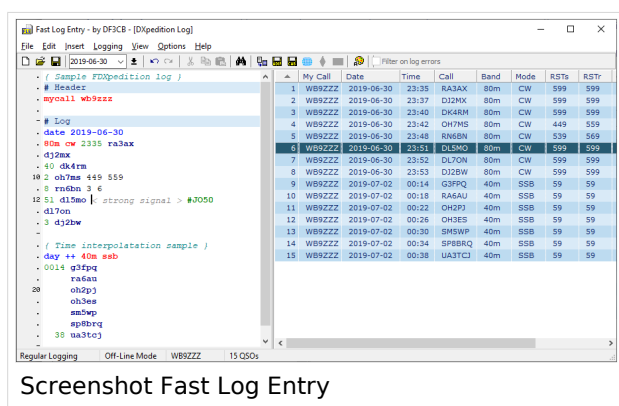 Fast Log Entry - by DF3CB - [DXpedition Log]
File Edit Insert Logging View Options Help
2019-06-30 Filter on log errors
{ Sample FDXpedition log }
# Header
mycall wb9zzz
# Log
date 2019-06-30
80m cw 2335 ra3ax
dj2mx
40 dk4rm
10 2 oh7ms 449 559
8 rn6bn 3 6
12 51 dl5mo < strong signal > #JO50
dl7on
3 dj2bw
{ Time interpolatation sample }
day ++ 40m ssb
0014 g3fpq
ra6au
20 oh2pj
oh3es
sm5wp
sp8brq
38 ua3tcj
My Call Date Time Call Band Mode RSTs RSTr
1 WB9ZZZ 2019-06-30 23:35 RA3AX 80m CW 599 599
2 WB9ZZZ 2019-06-30 23:37 DJ2MX 80m CW 599 599
3 WB9ZZZ 2019-06-30 23:40 DK4RM 80m CW 599 599
4 WB9ZZZ 2019-06-30 23:42 OH7MS 80m CW 449 559
5 WB9ZZZ 2019-06-30 23:48 RN6BN 80m CW 539 569
6 WB9ZZZ 2019-06-30 23:51 DL5MO 80m CW 599 599
7 WB9ZZZ 2019-06-30 23:52 DL7ON 80m CW 599 599
8 WB9ZZZ 2019-06-30 23:53 DJ2BW 80m CW 599 599
9 WB9ZZZ 2019-07-02 00:14 G3FPQ 40m SSB 59 59
10 WB9ZZZ 2019-07-02 00:18 RA6AU 40m SSB 59 59
11 WB9ZZZ 2019-07-02 00:22 OH2PJ 40m SSB 59 59
12 WB9ZZZ 2019-07-02 00:26 OH3ES 40m SSB 59 59
13 WB9ZZZ 2019-07-02 00:30 SM5WP 40m SSB 59 59
14 WB9ZZZ 2019-07-02 00:34 SP8BRQ 40m SSB 59 59
15 WB9ZZZ 2019-07-02 00:38 UA3TCJ 40m SSB 59 59
Regular Logging Off-Line Mode WB9ZZZ 15 QSOs
Screenshot Fast Log Entry